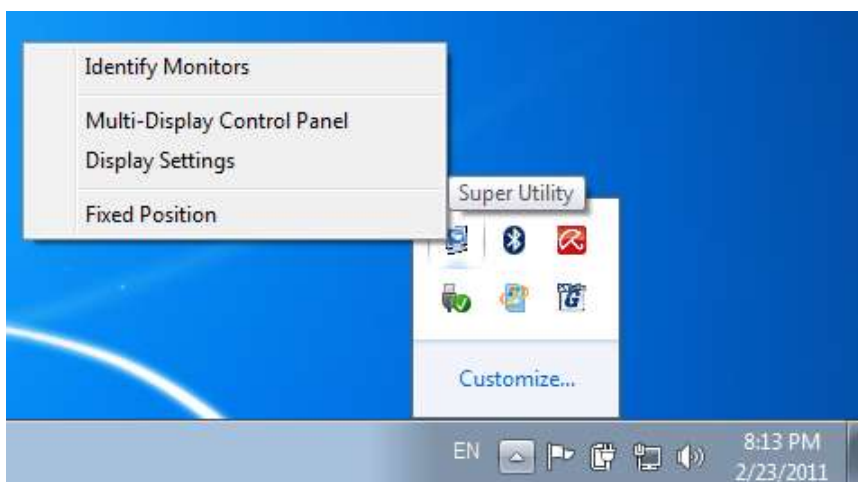 Identify Monitors
Multi-Display Control Panel
Display Settings
Fixed Position
Super Utility
G
Customize...
EN
8:13 PM
2/23/2011